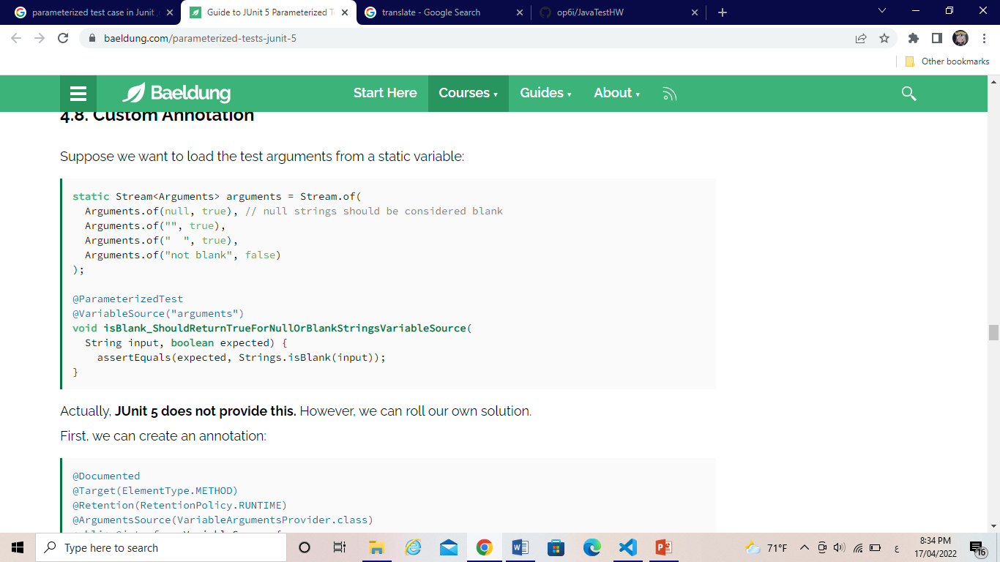 parameterized test case in Junit ,
Guide to JUnit 5 Parameterized T
translate - Google Search
op6i/JavaTestHW
baeldung.com/parameterized-tests-junit-5
Other bookmarks
Baeldung
Start Here
Courses
Guides
About
4.8. Custom Annotation
Suppose we want to load the test arguments from a static variable:
static Stream<Arguments> arguments = Stream.of(
  Arguments.of(null, true), // null strings should be considered blank
  Arguments.of("", true),
  Arguments.of("  ", true),
  Arguments.of("not blank", false)
);
@ParameterizedTest
@VariableSource("arguments")
void isBlank_ShouldReturnTrueForNullOrBlankStringsVariableSource(
  String input, boolean expected) {
    assertEquals(expected, Strings.isBlank(input));
}
Actually, JUnit 5 does not provide this. However, we can roll our own solution.
First, we can create an annotation:
@Documented
@Target(ElementType.METHOD)
@Retention(RetentionPolicy.RUNTIME)
@ArgumentsSource(VariableArgumentsProvider.class)
Type here to search
71°F
ع
8:34 PM
17/04/2022
16